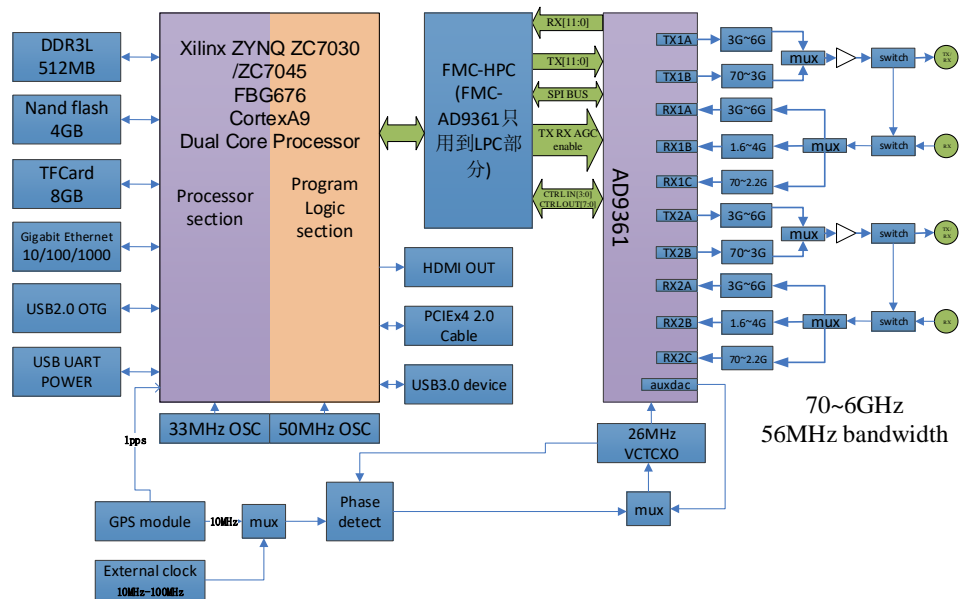 DDR3L
512MB
Nand flash
4GB
TFCard
8GB
Gigabit Ethernet
10/100/1000
USB2.0 OTG
USB UART
POWER
Xilinx ZYNQ ZC7030
/ZC7045
FBG676
CortexA9
Dual Core Processor
Processor
section
Program
Logic
section
33MHz OSC
50MHz OSC
FMC-HPC
(FMC-
AD9361只
用到LPC部
分)
HDMI OUT
PCIEx4 2.0
Cable
USB3.0 device
RX[11:0]
TX[11:0]
SPI BUS
TX RX AGC
enable
CTRL IN[3:0]
CTRL OUT[7:0]
AD9361
TX1A
TX1B
RX1A
RX1B
RX1C
TX2A
TX2B
RX2A
RX2B
RX2C
auxdac
3G~6G
70~3G
3G~6G
1.6~4G
70~2.2G
3G~6G
70~3G
3G~6G
1.6~4G
70~2.2G
mux
mux
mux
mux
switch
switch
switch
switch
TX/
RX
RX
TX/
RX
RX
70~6GHz
56MHz bandwidth
26MHz
VCTCXO
mux
Phase
detect
1pps
GPS module
10MHz
mux
External clock
10MHz-100MHz